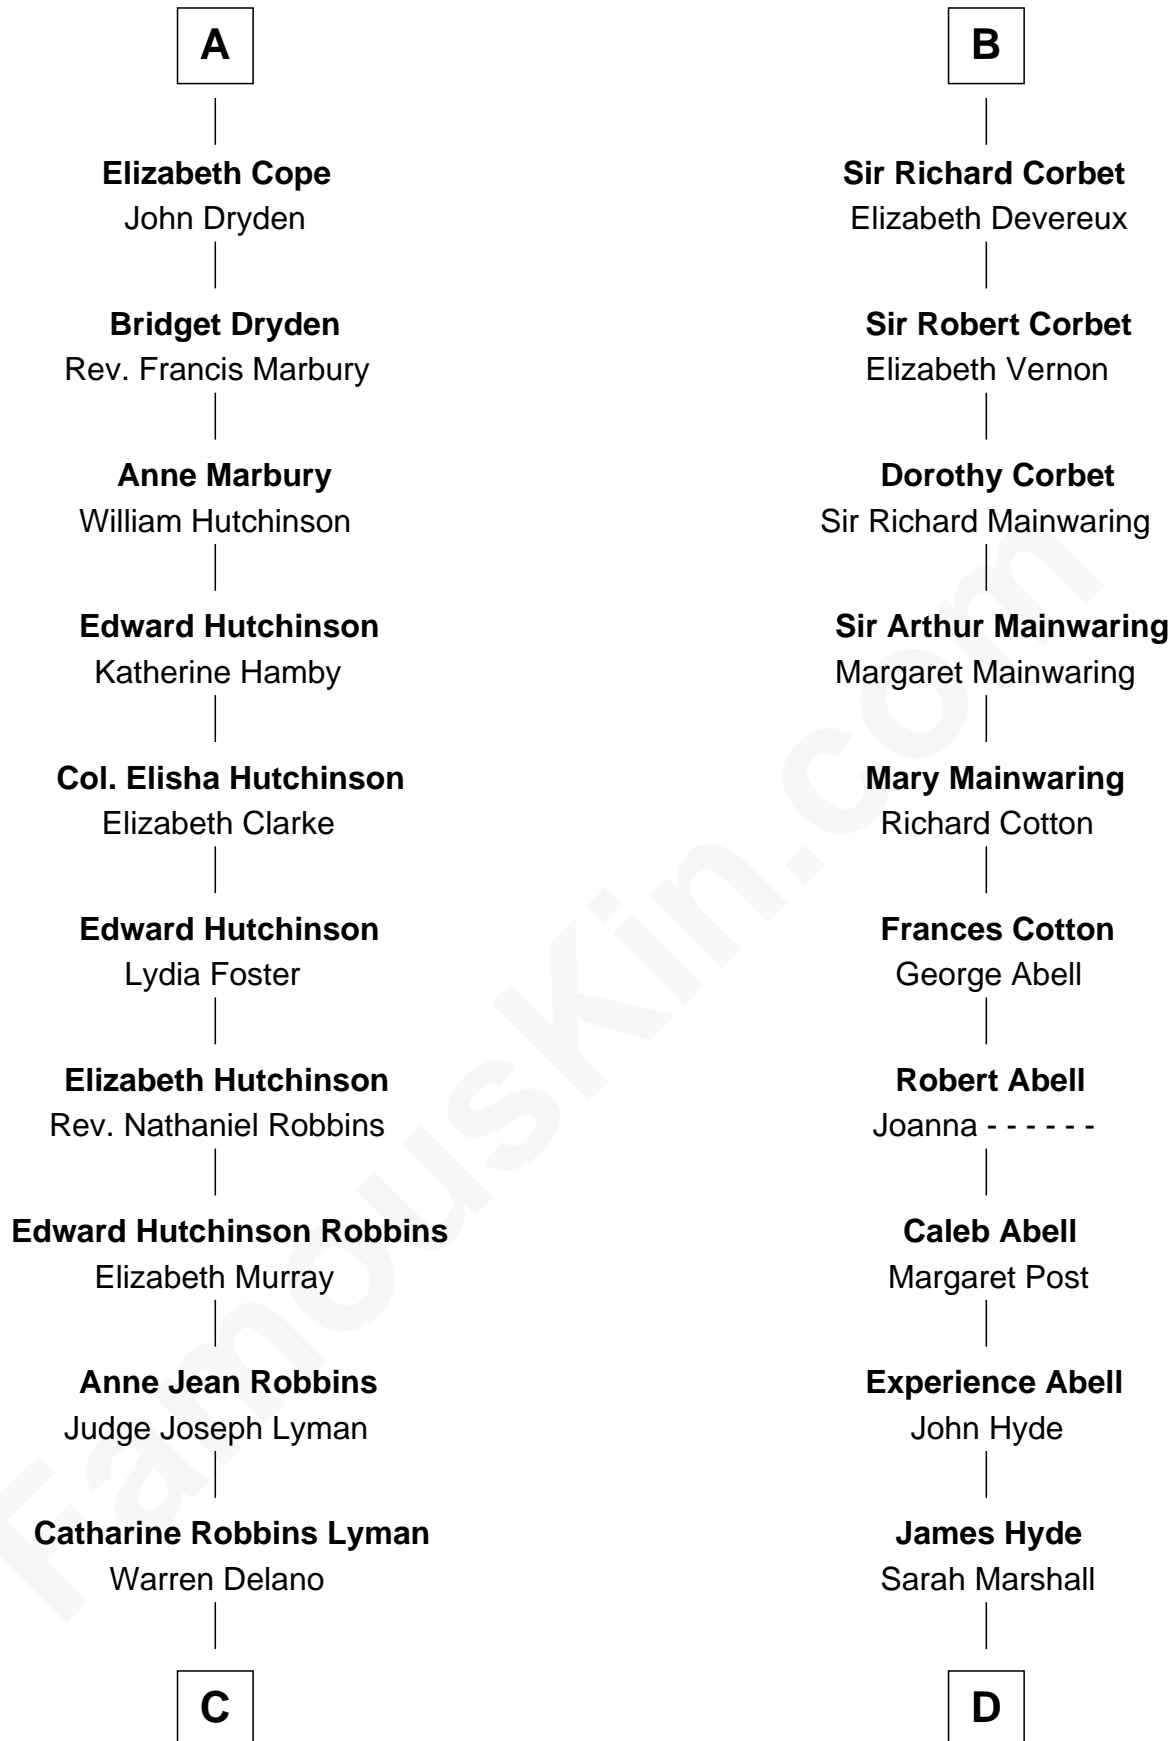 A
Elizabeth Cope
John Dryden
Bridget Dryden
Rev. Francis Marbury
Anne Marbury
William Hutchinson
Edward Hutchinson
Katherine Hamby
Col. Elisha Hutchinson
Elizabeth Clarke
Edward Hutchinson
Lydia Foster
Elizabeth Hutchinson
Rev. Nathaniel Robbins
Edward Hutchinson Robbins
Elizabeth Murray
Anne Jean Robbins
Judge Joseph Lyman
Catharine Robbins Lyman
Warren Delano
C
B
Sir Richard Corbet
Elizabeth Devereux
Sir Robert Corbet
Elizabeth Vernon
Dorothy Corbet
Sir Richard Mainwaring
Sir Arthur Mainwaring
Margaret Mainwaring
Mary Mainwaring
Richard Cotton
Frances Cotton
George Abell
Robert Abell
Joanna - - - - - -
Caleb Abell
Margaret Post
Experience Abell
John Hyde
James Hyde
Sarah Marshall
D
FamousKin.com